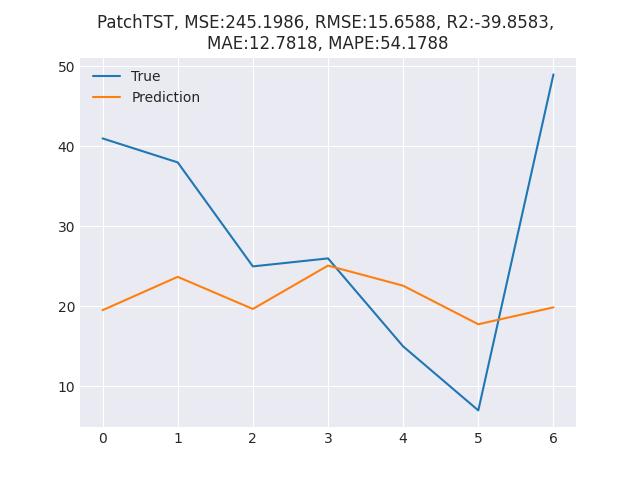 PatchTST, MSE:245.1986, RMSE:15.6588, R2:-39.8583,
MAE:12.7818, MAPE:54.1788
True
Prediction
50
40
30
20
10
0 1 2 3 4 5 6